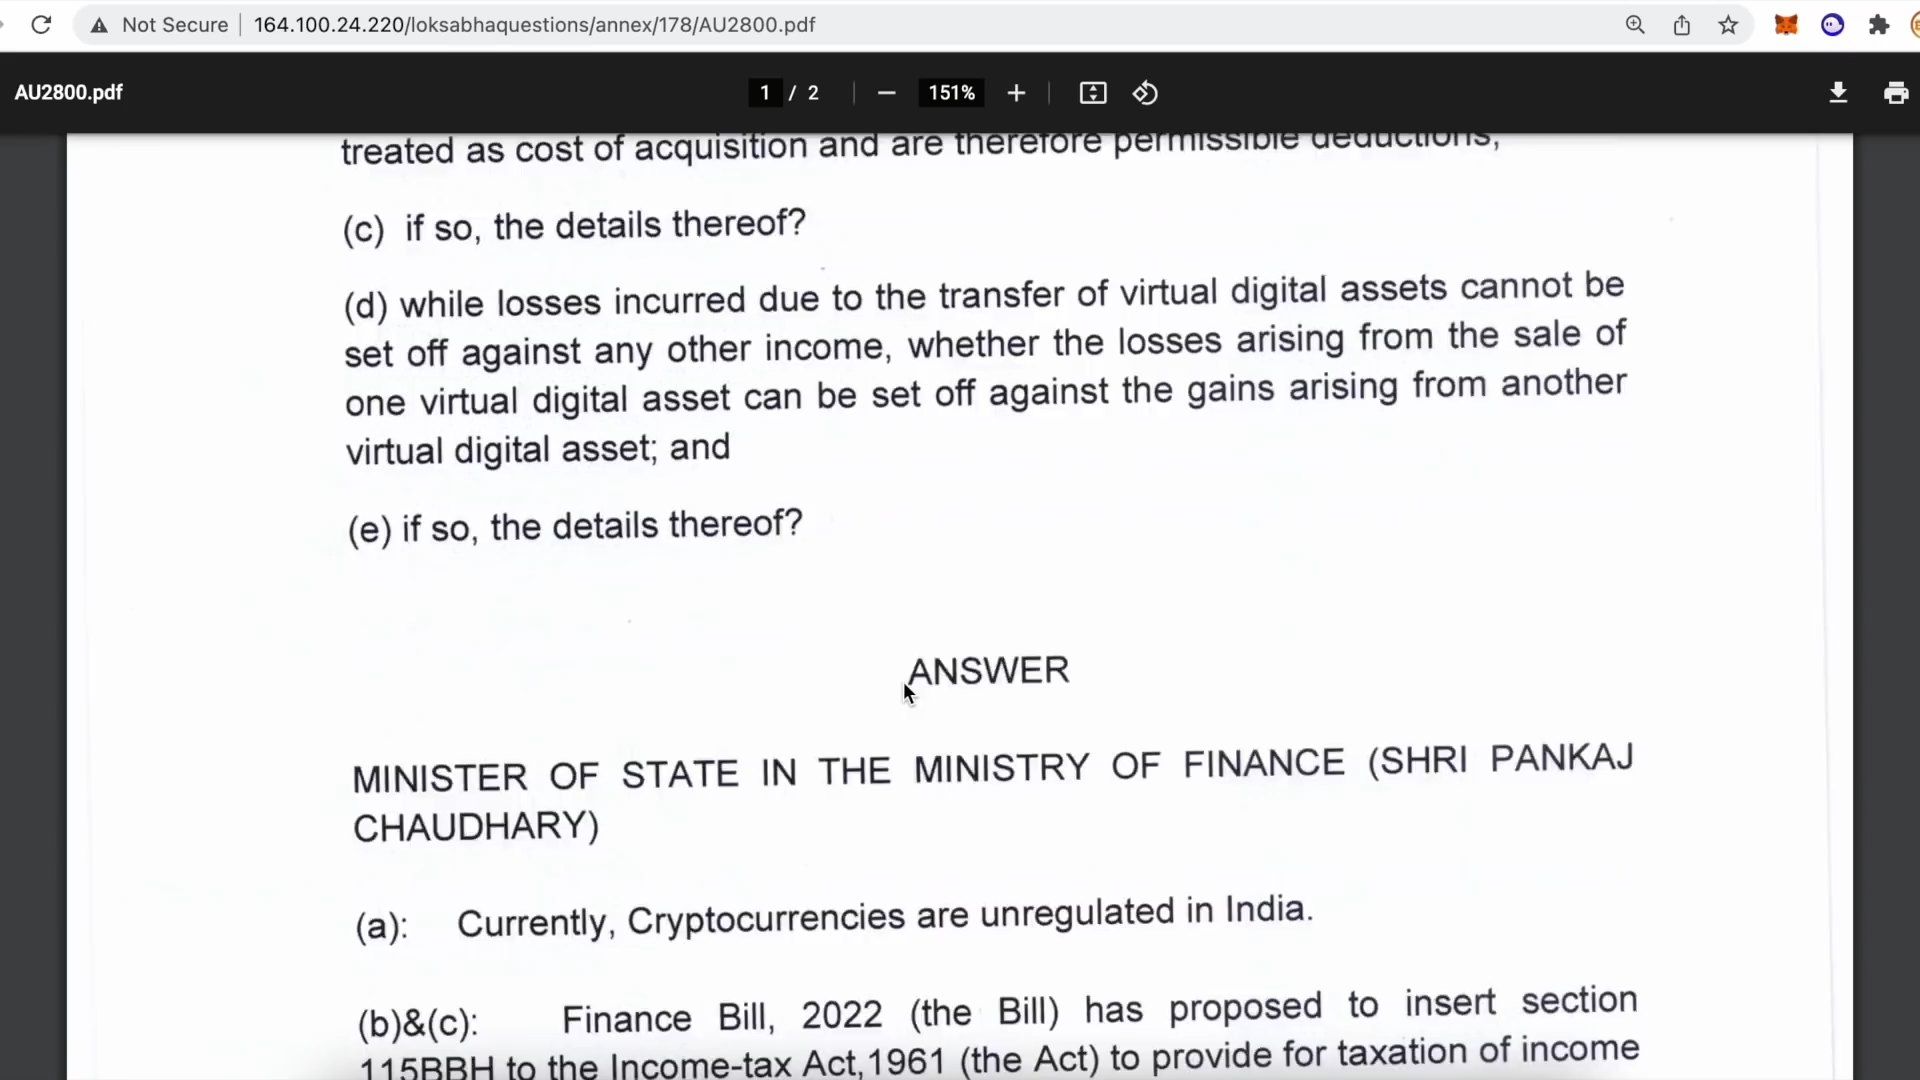 Not Secure 164.100.24.220/loksabhaquestions/annex/178/AU2800.pdf
AU2800.pdf 1 / 2 151%
treated as cost of acquisition and are therefore permissible deductions,
(c) if so, the details thereof?
(d) while losses incurred due to the transfer of virtual digital assets cannot be
set off against any other income, whether the losses arising from the sale of
one virtual digital asset can be set off against the gains arising from another
virtual digital asset; and
(e) if so, the details thereof?
ANSWER
MINISTER OF STATE IN THE MINISTRY OF FINANCE (SHRI PANKAJ
CHAUDHARY)
(a): Currently, Cryptocurrencies are unregulated in India.
(b)&(c): Finance Bill, 2022 (the Bill) has proposed to insert section
115BBH to the Income-tax Act,1961 (the Act) to provide for taxation of income